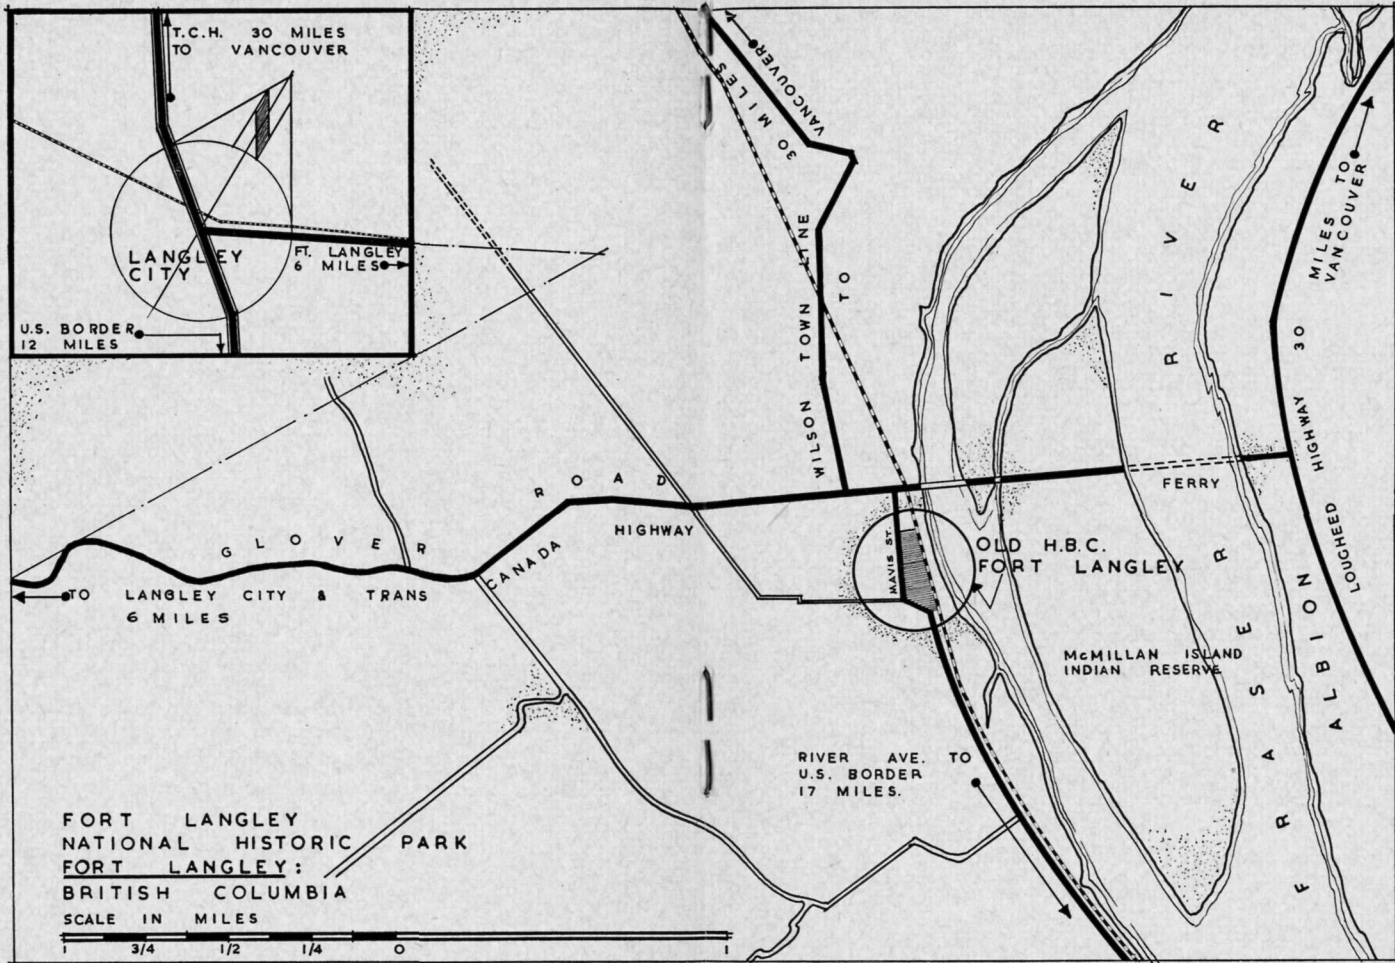 T.C.H. 30 MILES
TO VANCOUVER
LANGLEY
CITY
FT. LANGLEY
6 MILES
U.S. BORDER
12 MILES
30 MILES
VANCOUVER
WILSON TOWN LINE
TO
GLOVER ROAD
TO LANGLEY CITY & TRANS
CANADA HIGHWAY
6 MILES
MAVIS ST.
OLD H.B.C.
FORT LANGLEY
FERRY
McMILLAN ISLAND
INDIAN RESERVE
FRASER RIVER
ALBION
LOUGHEED HIGHWAY 30
MILES TO
VANCOUVER
RIVER AVE. TO
U.S. BORDER
17 MILES.
FORT LANGLEY
NATIONAL HISTORIC PARK
FORT LANGLEY:
BRITISH COLUMBIA
SCALE IN MILES
1 3/4 1/2 1/4 0 1